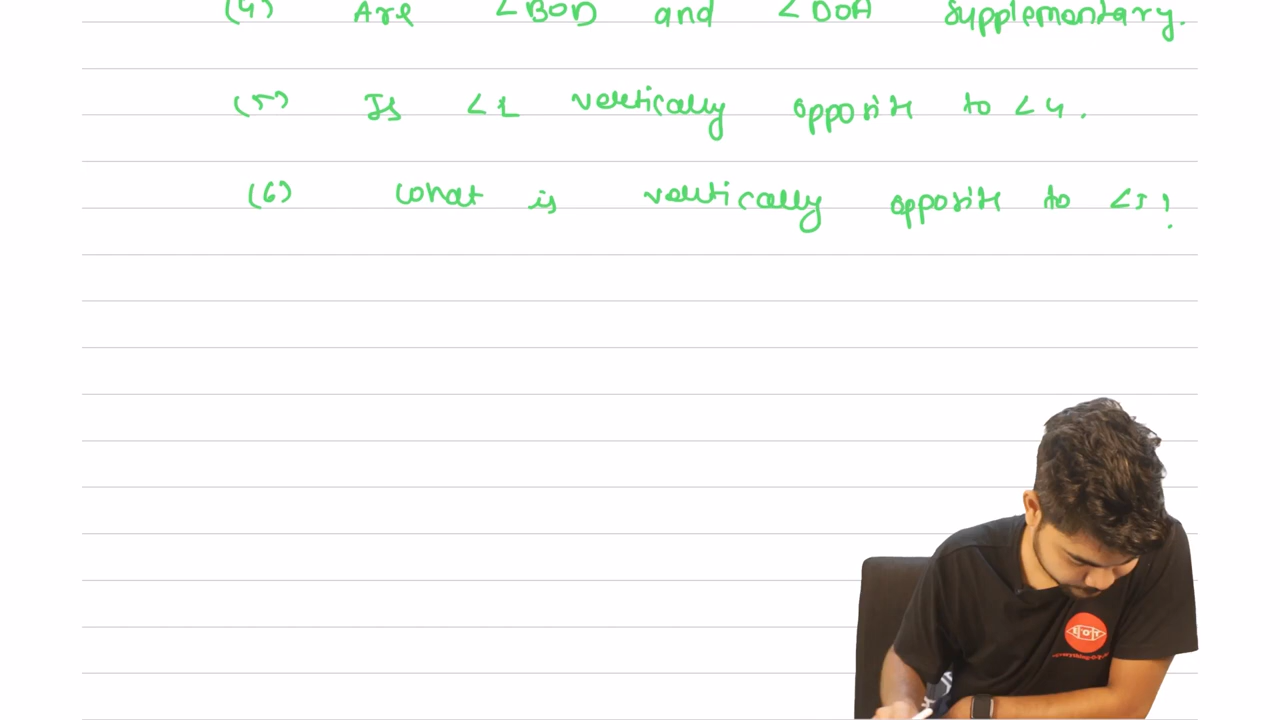 (4) Are ∠BOD and ∠DOA supplementary.
(5) Is ∠1 vertically opposite to ∠4.
(6) What is vertically opposite to ∠5?